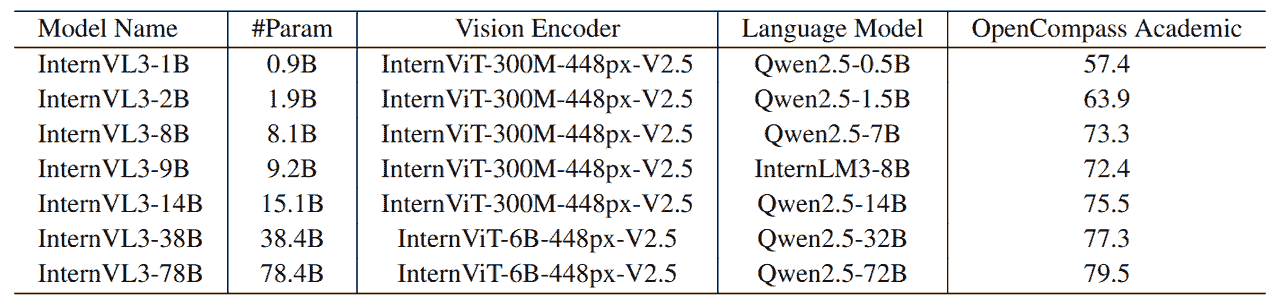 Model Name #Param Vision Encoder Language Model OpenCompass Academic
InternVL3-1B 0.9B InternViT-300M-448px-V2.5 Qwen2.5-0.5B 57.4
InternVL3-2B 1.9B InternViT-300M-448px-V2.5 Qwen2.5-1.5B 63.9
InternVL3-8B 8.1B InternViT-300M-448px-V2.5 Qwen2.5-7B 73.3
InternVL3-9B 9.2B InternViT-300M-448px-V2.5 InternLM3-8B 72.4
InternVL3-14B 15.1B InternViT-300M-448px-V2.5 Qwen2.5-14B 75.5
InternVL3-38B 38.4B InternViT-6B-448px-V2.5 Qwen2.5-32B 77.3
InternVL3-78B 78.4B InternViT-6B-448px-V2.5 Qwen2.5-72B 79.5